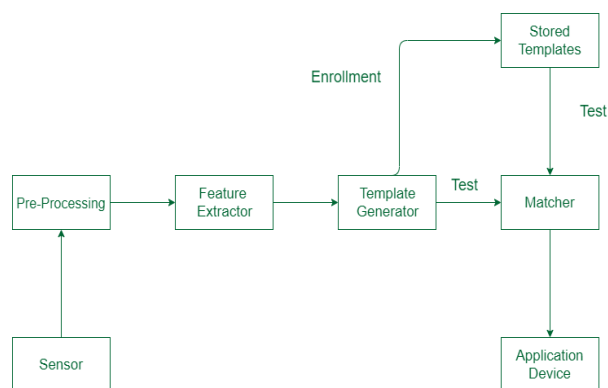 Stored
Templates
Enrollment
Test
Pre-Processing
Feature
Extractor
Template
Generator
Test
Matcher
Sensor
Application
Device